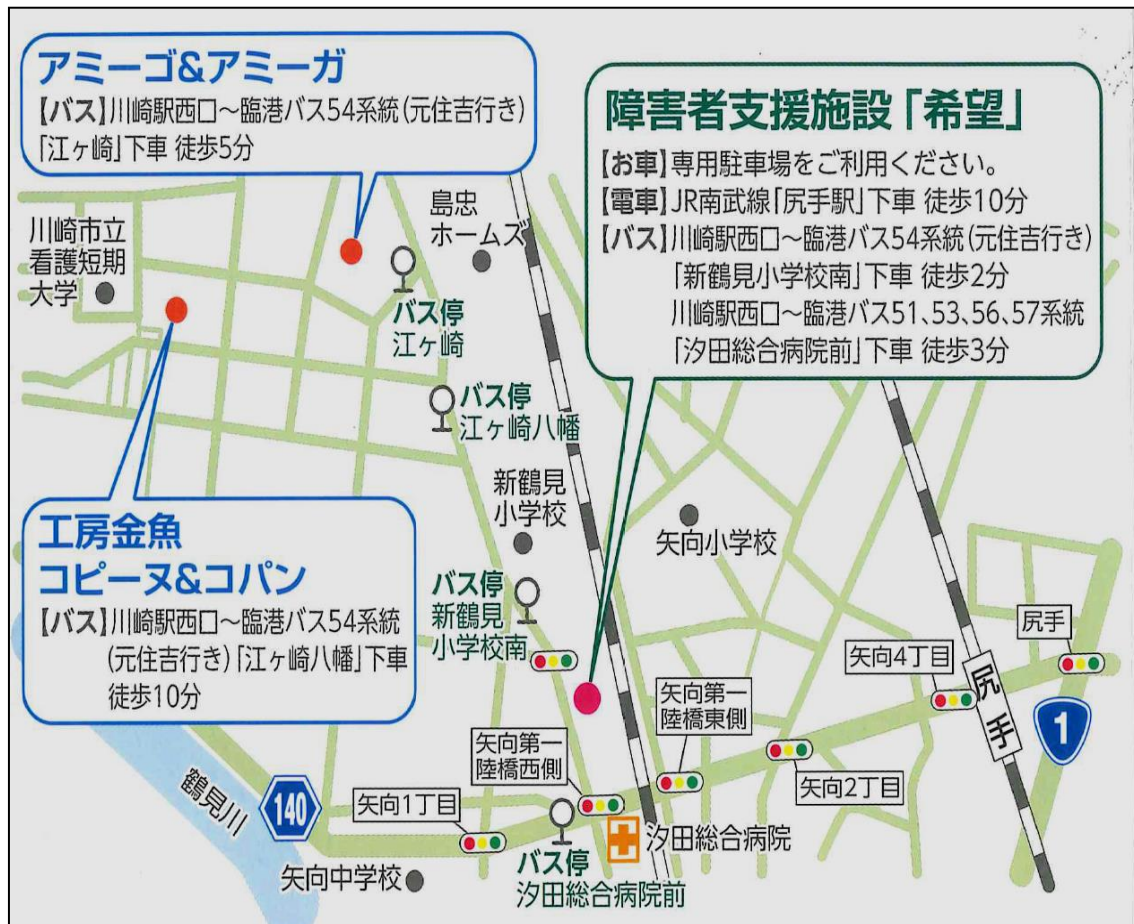 アミーゴ&アミーガ
【バス】川崎駅西口～臨港バス54系統(元住吉行き)
「江ヶ崎」下車 徒歩5分
障害者支援施設「希望」
【お車】専用駐車場をご利用ください。
【電車】JR南武線「尻手駅」下車 徒歩10分
【バス】川崎駅西口～臨港バス54系統(元住吉行き)
「新鶴見小学校南」下車 徒歩2分
川崎駅西口～臨港バス51、53、56、57系統
「汐田総合病院前」下車 徒歩3分
川崎市立
看護短期
大学
島忠
ホームズ
バス停
江ヶ崎
バス停
江ヶ崎八幡
新鶴見
小学校
矢向小学校
工房金魚
コピーヌ&コパン
【バス】川崎駅西口～臨港バス54系統
(元住吉行き)「江ヶ崎八幡」下車
徒歩10分
バス停
新鶴見
小学校南
尻手
矢向4丁目
尻手
1
矢向第一
陸橋東側
矢向第一
陸橋西側
矢向2丁目
鶴見川
140
矢向1丁目
汐田総合病院
バス停
汐田総合病院前
矢向中学校